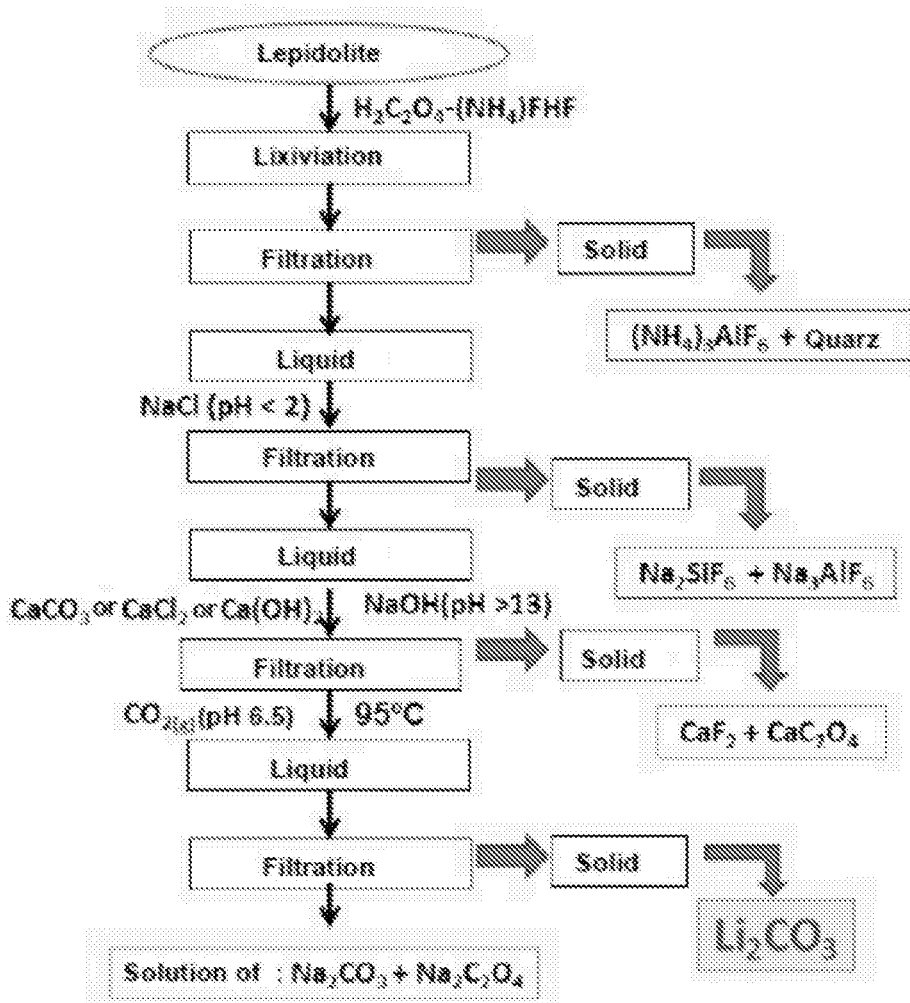 Lepidolite
H₂C₂O₄-(NH₄)FHF
Lixiviation
Filtration
Solid
(NH₄)₃AlF₆ + Quarz
Liquid
NaCl (pH < 2)
Filtration
Solid
Na₂SiF₆ + Na₃AlF₆
Liquid
CaCO₃ or CaCl₂ or Ca(OH)₂
NaOH(pH >13)
Filtration
Solid
CaF₂ + CaC₂O₄
CO₂₍g₎(pH 6.5)
95°C
Liquid
Filtration
Solid
Li₂CO₃
Solution of : Na₂CO₃ + Na₂C₂O₄